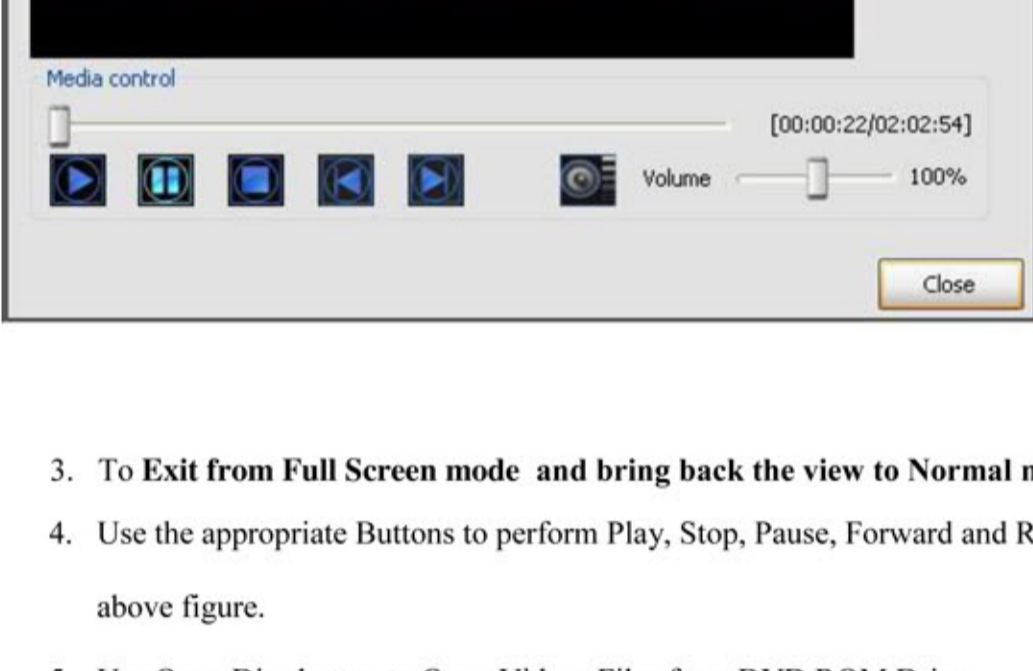 Media control
[00:00:22/02:02:54]
Volume 100%
Close
3. To Exit from Full Screen mode and bring back the view to Normal
4. Use the appropriate Buttons to perform Play, Stop, Pause, Forward and
above figure.